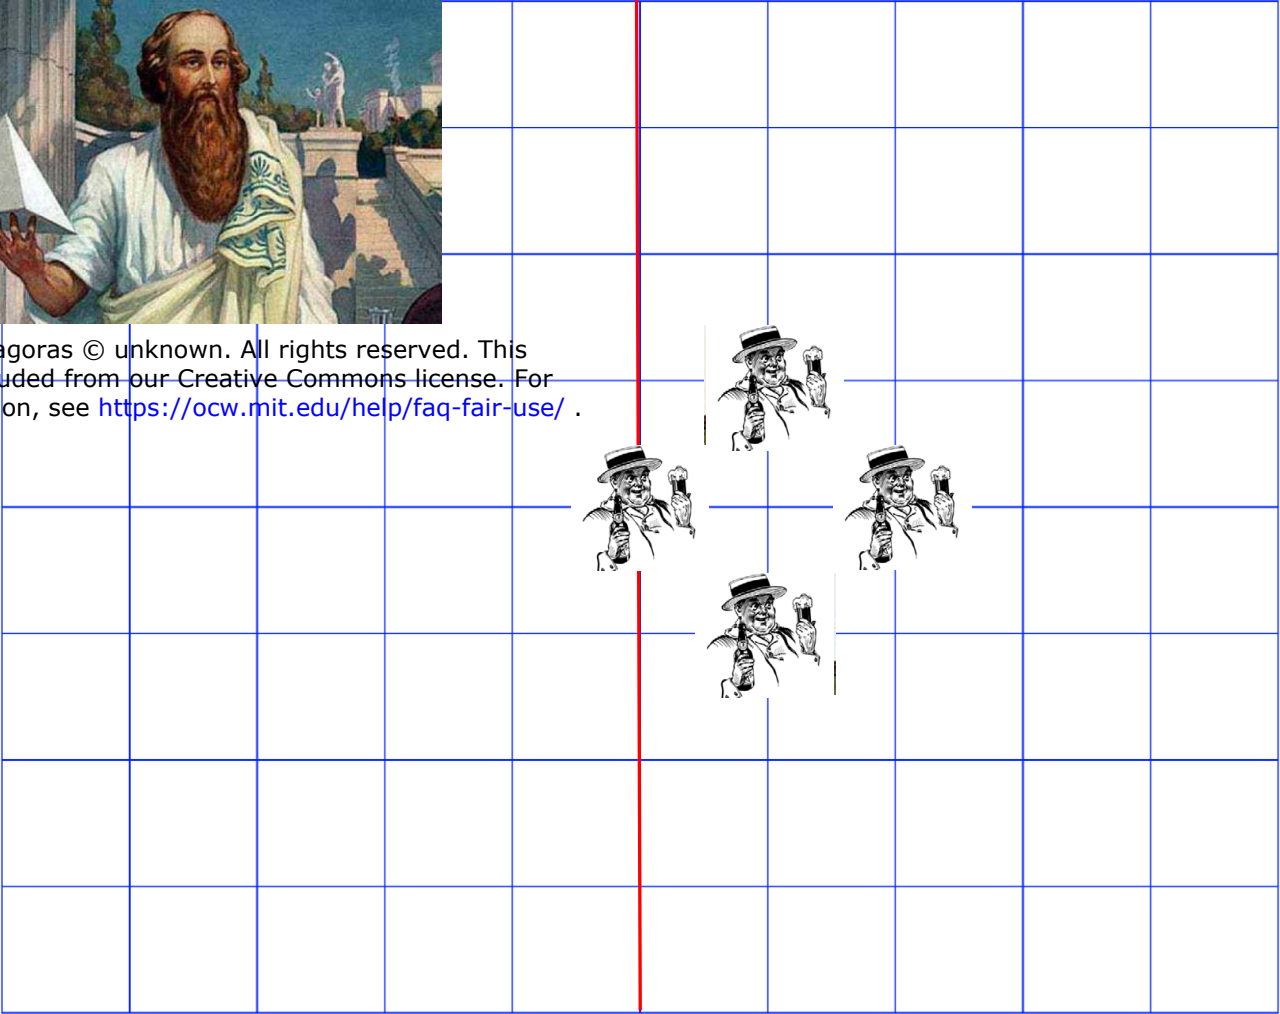 agoras © unknown. All rights reserved. This
uded from our Creative Commons license. For
on, see https://ocw.mit.edu/help/faq-fair-use/ .